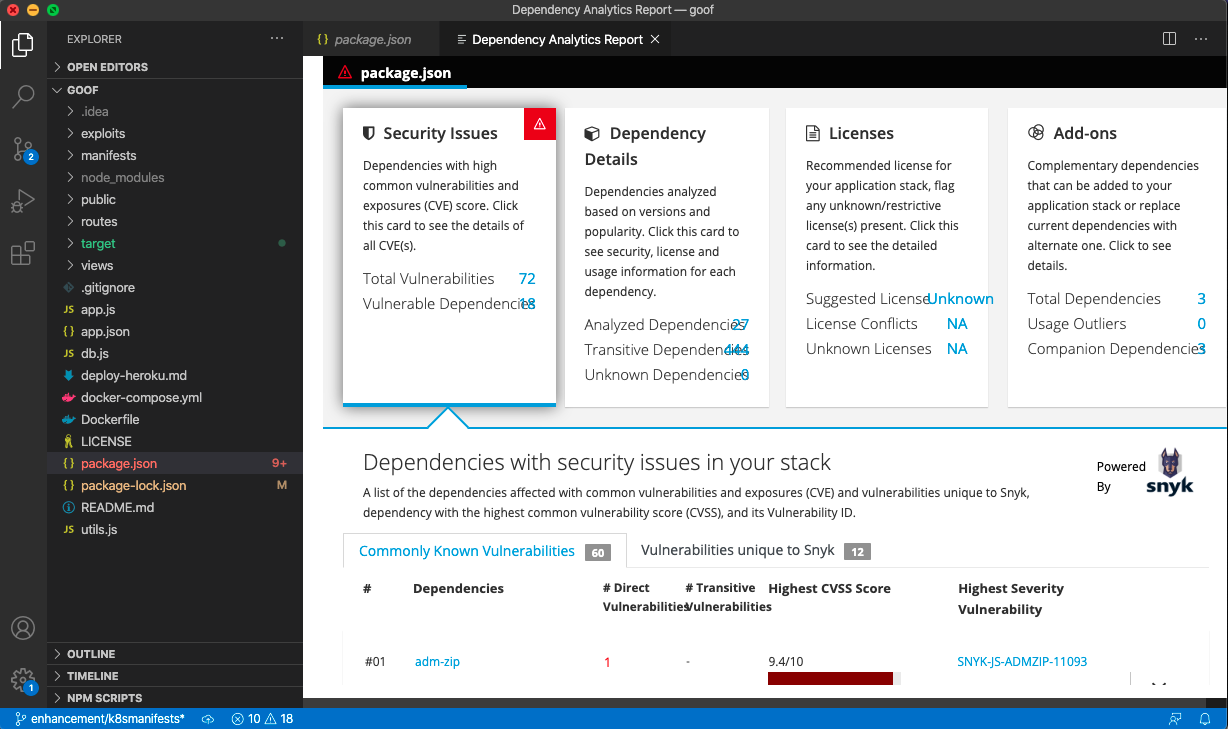 Dependency Analytics Report — goof
EXPLORER
···
package.json
Dependency Analytics Report
OPEN EDITORS
GOOF
.idea
exploits
manifests
node_modules
public
routes
target
views
.gitignore
JS app.js
{ } app.json
JS db.js
deploy-heroku.md
docker-compose.yml
Dockerfile
LICENSE
{ } package.json 9+
{ } package-lock.json M
README.md
JS utils.js
OUTLINE
TIMELINE
NPM SCRIPTS
2
1
package.json
Security Issues
Dependencies with high
common vulnerabilities and
exposures (CVE) score. Click
this card to see the details of
all CVE(s).
Total Vulnerabilities 72
Vulnerable Dependencies 18
Dependency
Details
Dependencies analyzed
based on versions and
popularity. Click this card to
see security, license and
usage information for each
dependency.
Analyzed Dependencies 27
Transitive Dependencies 444
Unknown Dependencies 0
Licenses
Recommended license for
your application stack, flag
any unknown/restrictive
license(s) present. Click this
card to see the detailed
information.
Suggested License Unknown
License Conflicts NA
Unknown Licenses NA
Add-ons
Complementary dependencies
that can be added to your
application stack or replace
current dependencies with
alternate one. Click to see
details.
Total Dependencies 3
Usage Outliers 0
Companion Dependencies 3
Dependencies with security issues in your stack
A list of the dependencies affected with common vulnerabilities and exposures (CVE) and vulnerabilities unique to Snyk,
dependency with the highest common vulnerability score (CVSS), and its Vulnerability ID.
Powered
By
snyk
Commonly Known Vulnerabilities 60
Vulnerabilities unique to Snyk 12
# Dependencies # Direct Vulnerabilities # Transitive Vulnerabilities Highest CVSS Score Highest Severity Vulnerability
#01 adm-zip 1 - 9.4/10 SNYK-JS-ADMZIP-11093
enhancement/k8smanifests* 10 18